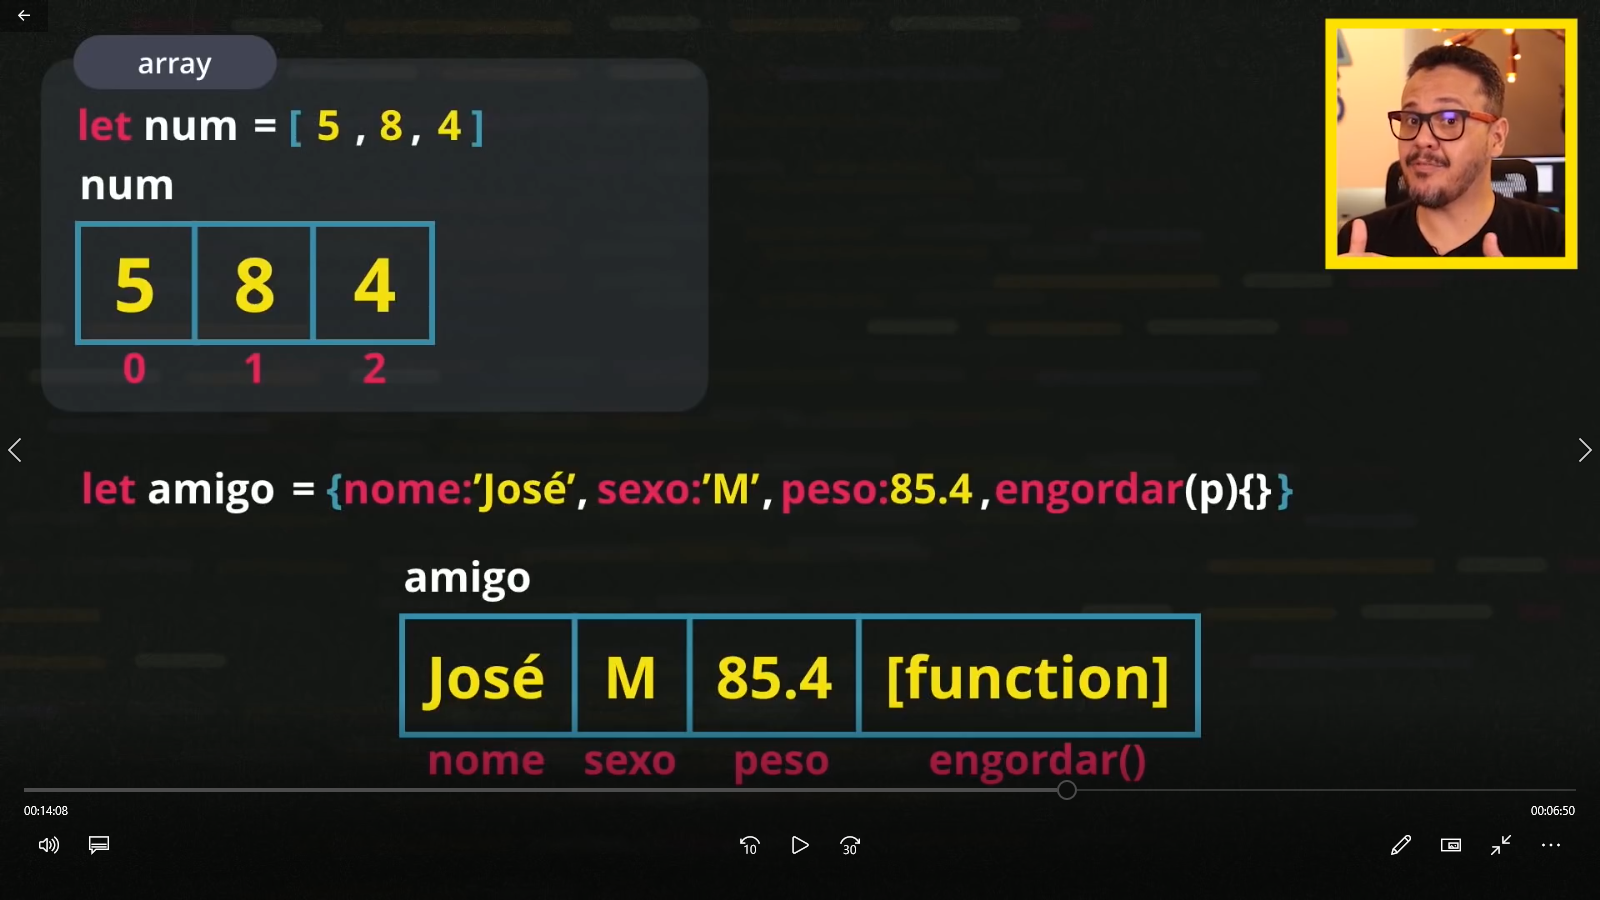 array
let num = [ 5 , 8 , 4 ]
num
5 8 4
0 1 2
let amigo = {nome:’José’, sexo:’M’, peso:85.4 ,engordar(p){} }
amigo
José M 85.4 [function]
nome sexo peso engordar()
00:14:08 00:06:50
10 30